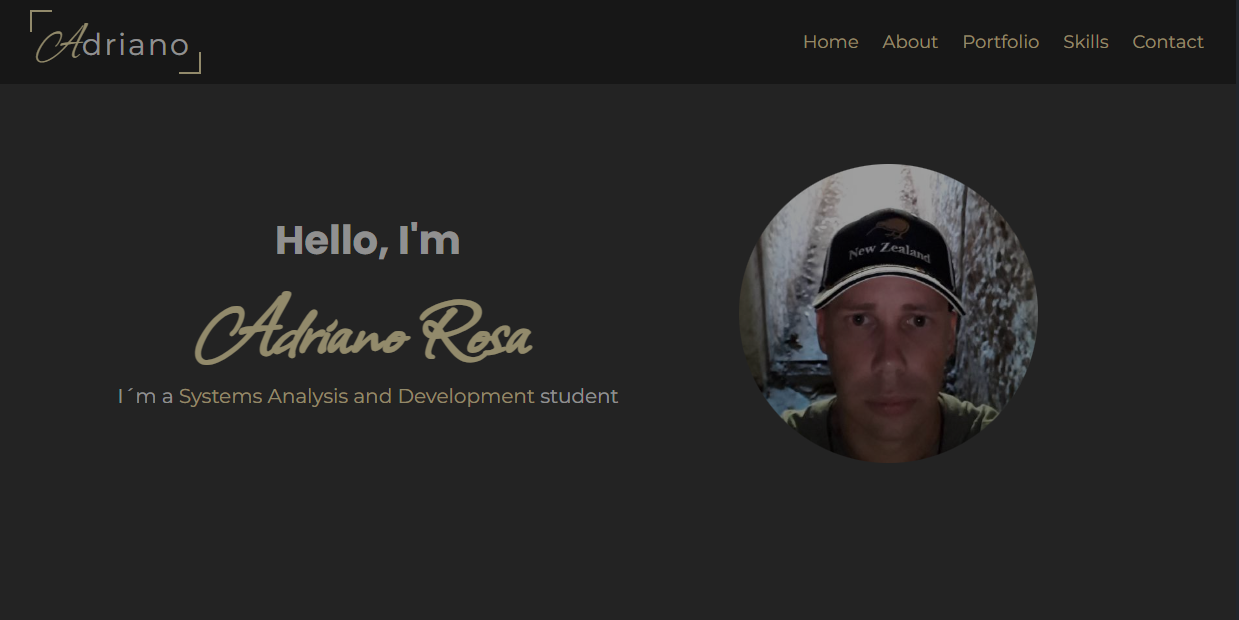 Adriano
Home About Portfolio Skills Contact
Hello, I'm
New Zealand
Adriano Rosa
I´m a Systems Analysis and Development student